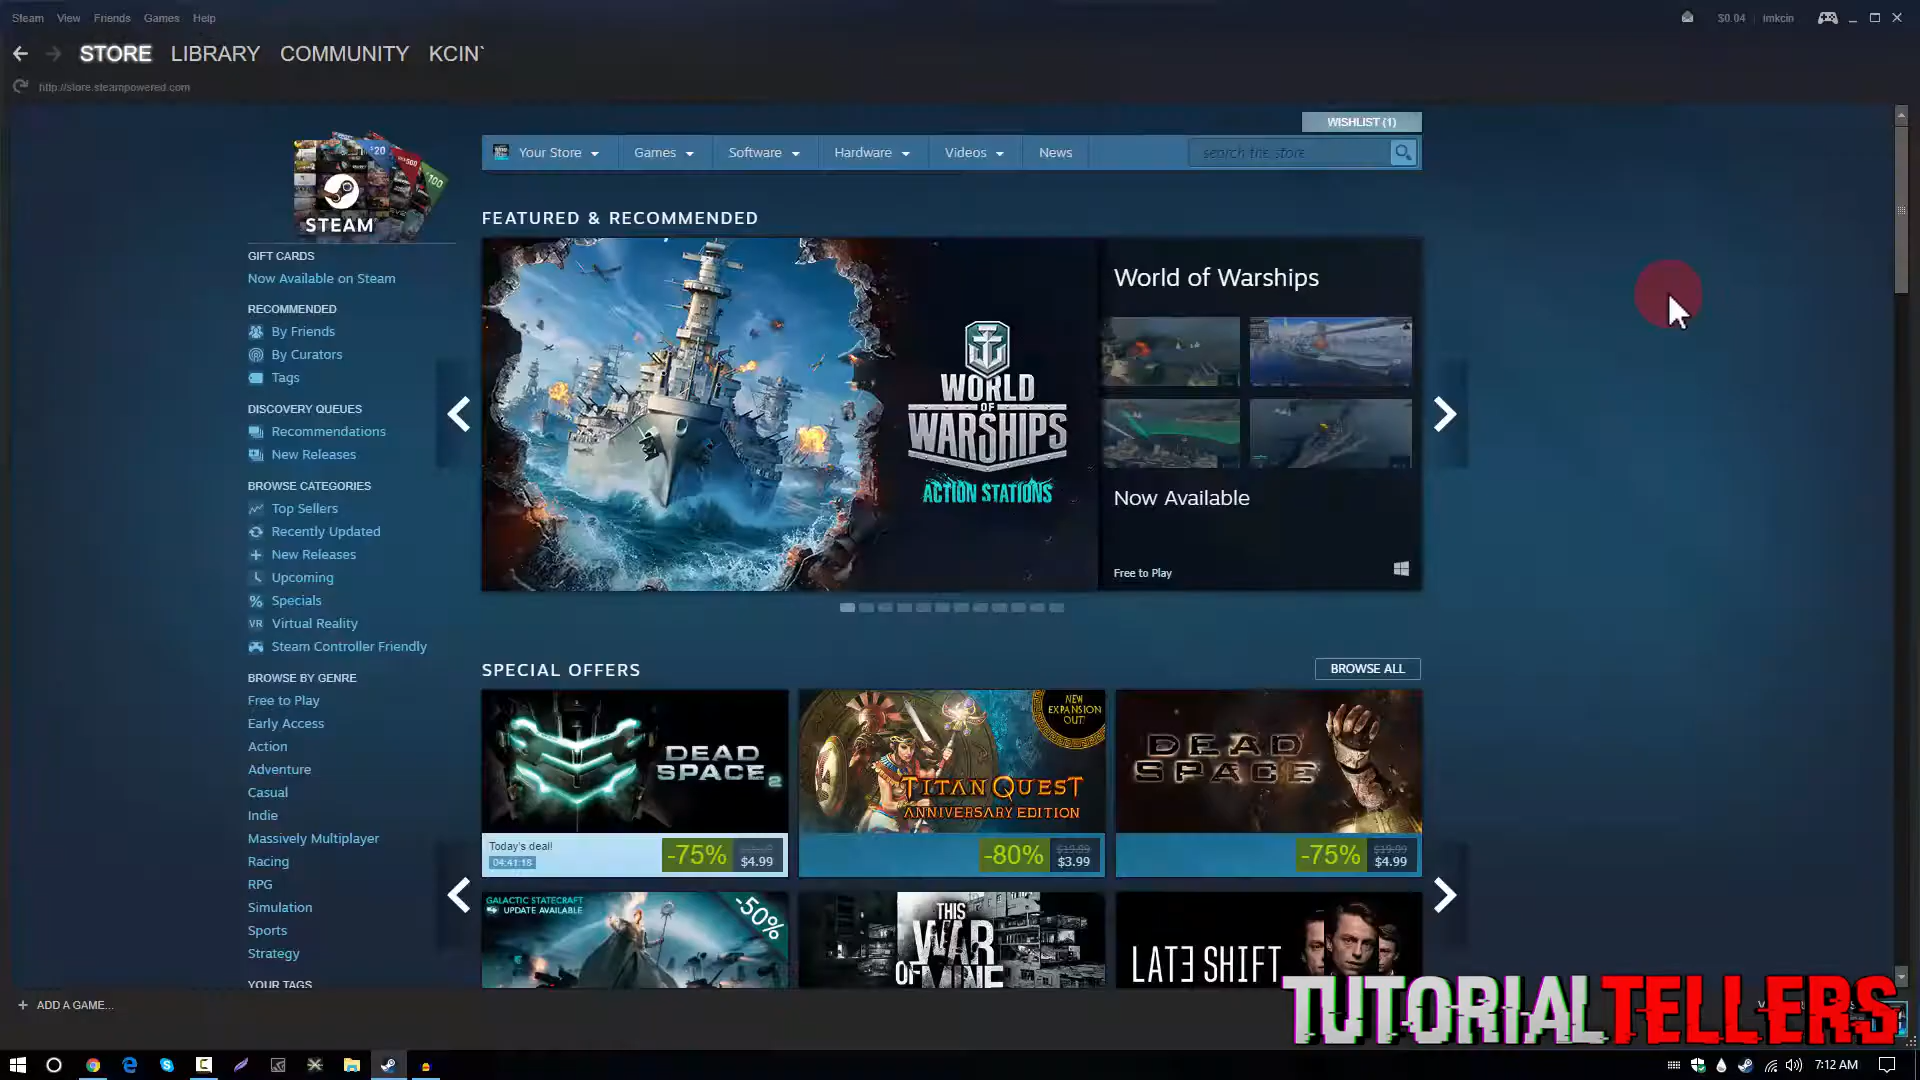 Steam View Friends Games Help
$0.04 imkcin
STORE LIBRARY COMMUNITY KCIN`
http://store.steampowered.com
WISHLIST (1)
Your Store Games Software Hardware Videos News
search the store
$20 $100
STEAM
GIFT CARDS
Now Available on Steam
RECOMMENDED
By Friends
By Curators
Tags
DISCOVERY QUEUES
Recommendations
New Releases
BROWSE CATEGORIES
Top Sellers
Recently Updated
New Releases
Upcoming
Specials
VR Virtual Reality
Steam Controller Friendly
BROWSE BY GENRE
Free to Play
Early Access
Action
Adventure
Casual
Indie
Massively Multiplayer
Racing
RPG
Simulation
Sports
Strategy
YOUR TAGS
FEATURED & RECOMMENDED
WORLD
OF
WARSHIPS
ACTION STATIONS
World of Warships
Now Available
Free to Play
SPECIAL OFFERS
BROWSE ALL
DEAD
SPACE 2
Today's deal!
04:41:18
-75%
$4.99
NEW
EXPANSION
OUT!
TITAN QUEST
ANNIVERSARY EDITION
-80%
$19.99
$3.99
DEAD
SPACE
-75%
$19.99
$4.99
GALACTIC STATECRAFT
UPDATE AVAILABLE
-50%
THIS
WAR
OF MINE
LATE SHIFT
+ ADD A GAME...
TUTORIALTELLERS
7:12 AM